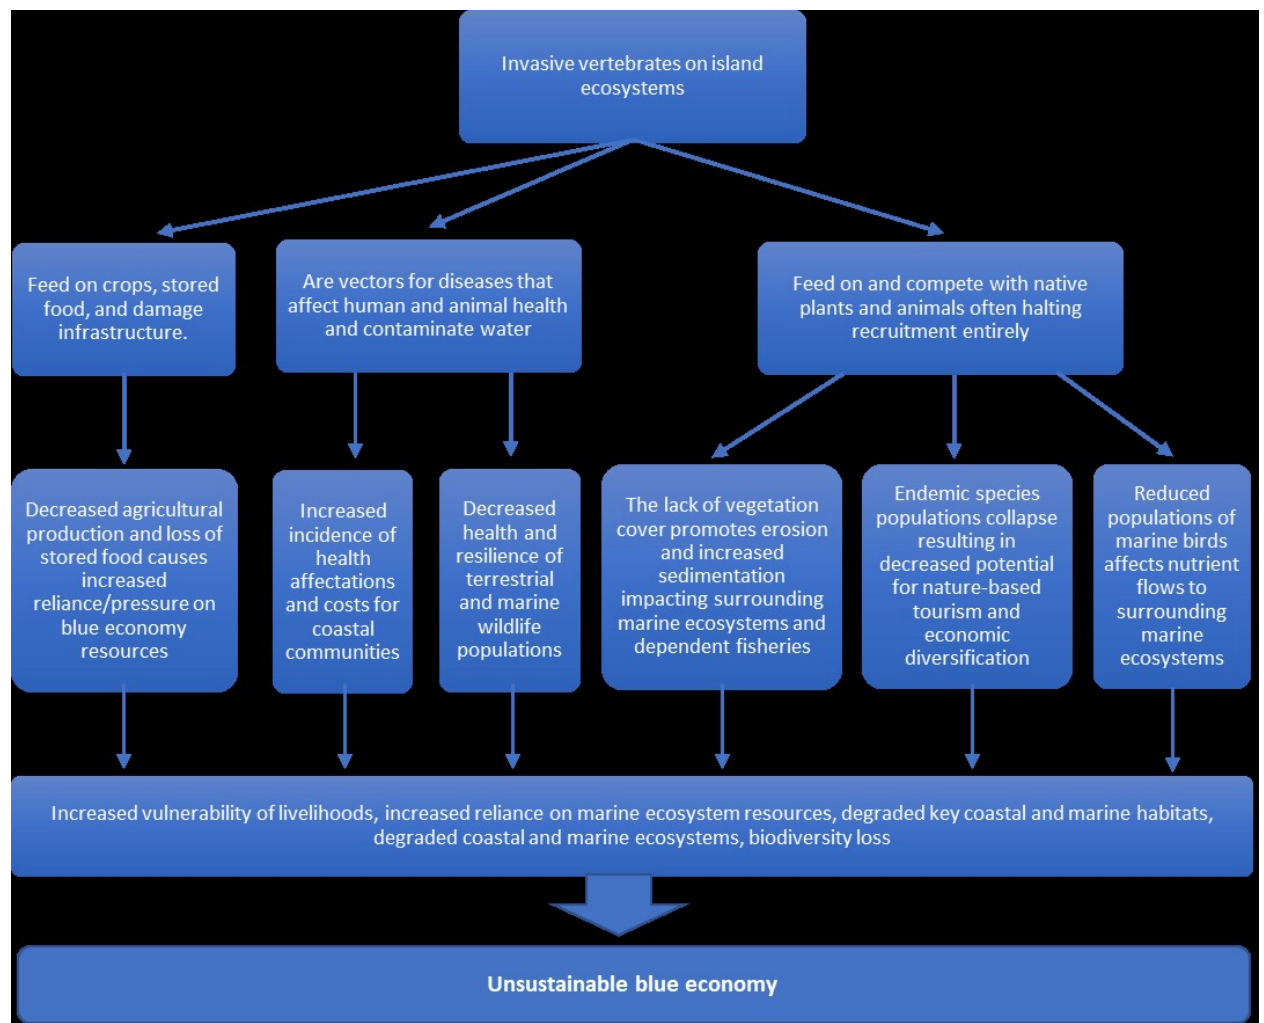 Invasive vertebrates on island
ecosystems
Feed on crops, stored
food, and damage
infrastructure.
Are vectors for diseases that
affect human and animal health
and contaminate water
Feed on and compete with native
plants and animals often halting
recruitment entirely
Decreased agricultural
production and loss of
stored food causes
increased
reliance/pressure on
blue economy
resources
Increased
incidence of
health
affectations
and costs for
coastal
communities
Decreased
health and
resilience of
terrestrial
and marine
wildlife
populations
The lack of vegetation
cover promotes erosion
and increased
sedimentation
impacting surrounding
marine ecosystems and
dependent fisheries
Endemic species
populations collapse
resulting in
decreased potential
for nature-based
tourism and
economic
diversification
Reduced
populations of
marine birds
affects nutrient
flows to
surrounding
marine
ecosystems
Increased vulnerability of livelihoods, increased reliance on marine ecosystem resources, degraded key coastal and marine habitats,
degraded coastal and marine ecosystems, biodiversity loss
Unsustainable blue economy